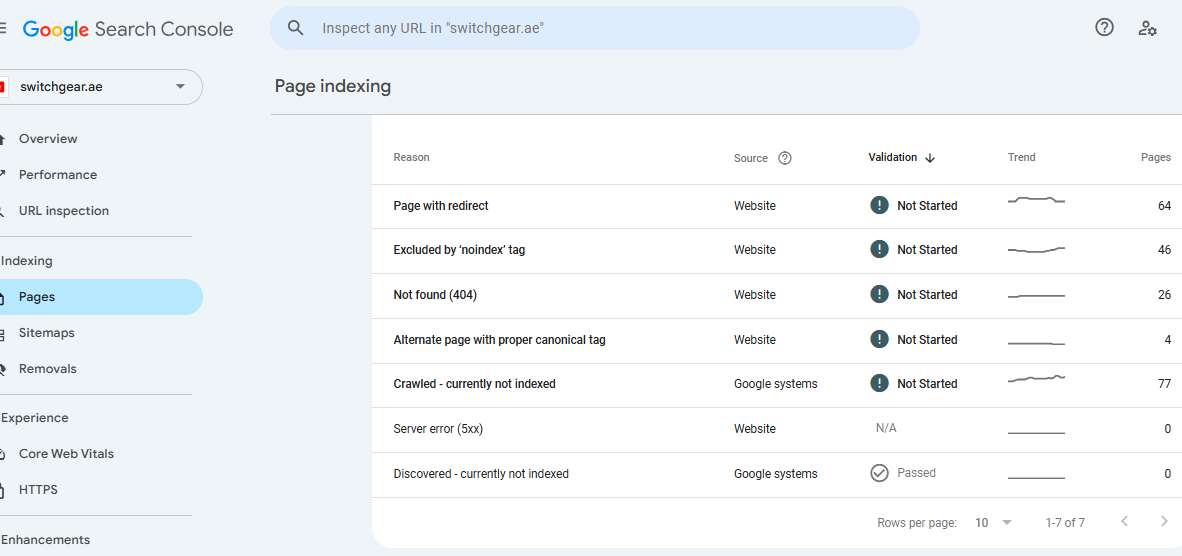 Google Search Console
Inspect any URL in "switchgear.ae"
switchgear.ae
Page indexing
Overview
Performance
URL inspection
Indexing
Pages
Sitemaps
Removals
Experience
Core Web Vitals
HTTPS
Enhancements
Reason Source Validation Trend Pages
Page with redirect Website Not Started 64
Excluded by ‘noindex’ tag Website Not Started 46
Not found (404) Website Not Started 26
Alternate page with proper canonical tag Website Not Started 4
Crawled - currently not indexed Google systems Not Started 77
Server error (5xx) Website N/A 0
Discovered - currently not indexed Google systems Passed 0
Rows per page: 10 1-7 of 7